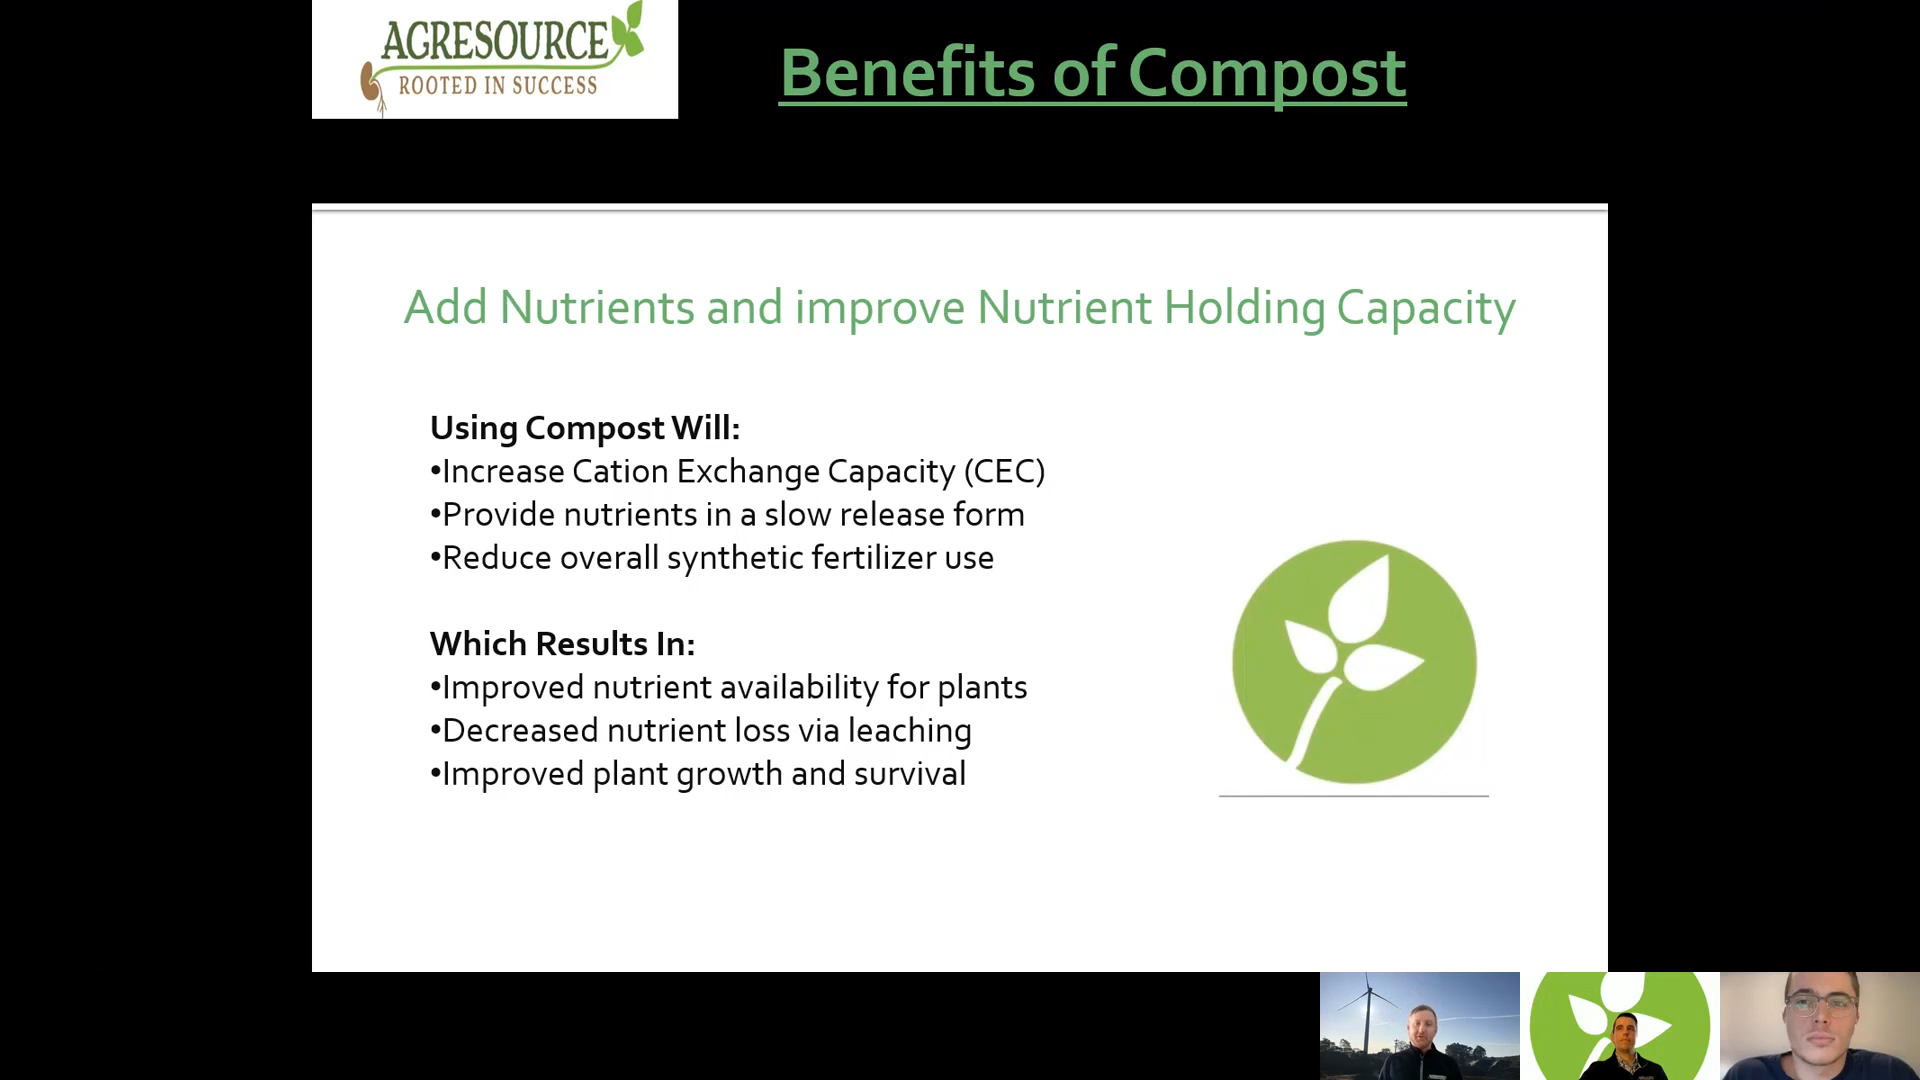 AGRESOURCE
ROOTED IN SUCCESS
Benefits of Compost
Add Nutrients and improve Nutrient Holding Capacity
Using Compost Will:
•Increase Cation Exchange Capacity (CEC)
•Provide nutrients in a slow release form
•Reduce overall synthetic fertilizer use
Which Results In:
•Improved nutrient availability for plants
•Decreased nutrient loss via leaching
•Improved plant growth and survival